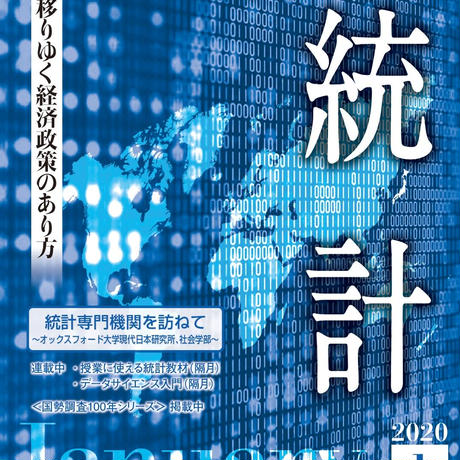 統計
移りゆく経済政策のあり方
統計専門機関を訪ねて
〜オックスフォード大学現代日本研究所、社会学部〜
連載中 ・授業に使える統計教材(隔月)
・データサイエンス入門(隔月)
<国勢調査100年シリーズ> 掲載中
2020
January
1